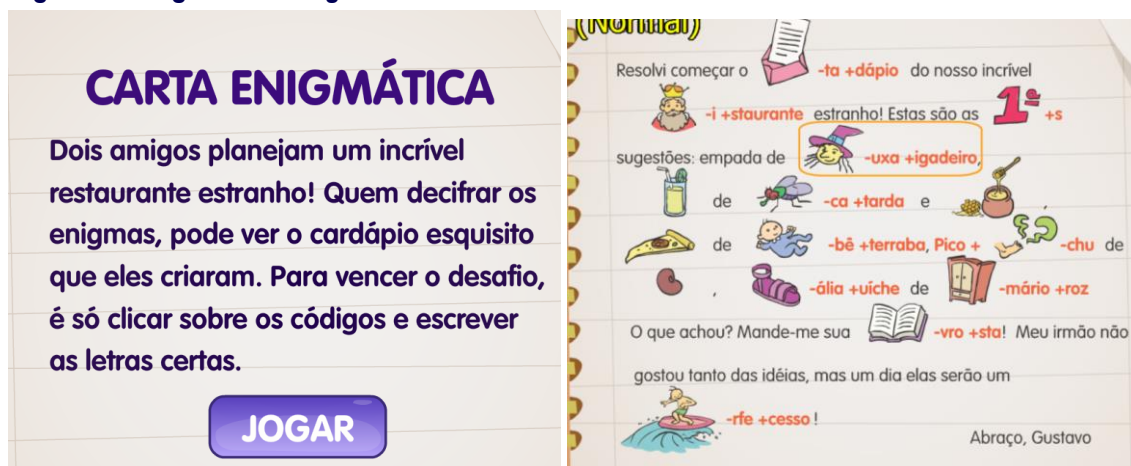 CARTA ENIGMÁTICA
Dois amigos planejam um incrível
restaurante estranho! Quem decifrar os
enigmas, pode ver o cardápio esquisito
que eles criaram. Para vencer o desafio,
é só clicar sobre os códigos e escrever
as letras certas.
JOGAR
(Normal)
Resolvi começar o -ta +dápio do nosso incrível
-i +staurante estranho! Estas são as 1º +s
sugestões: empada de -uxa +igadeiro,
de -ca +tarda e ,
de -bê +terraba, Pico + -chu de
, -ália +uíche de -mário +roz
O que achou? Mande-me sua -vro +sta! Meu irmão não
gostou tanto das idéias, mas um dia elas serão um
-rfe +cesso !
Abraço, Gustavo